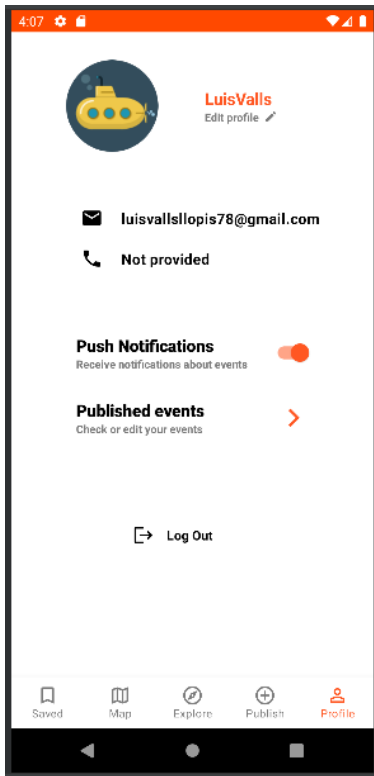 4:07
LuisValls
Edit profile
luisvallsllopis78@gmail.com
Not provided
Push Notifications
Receive notifications about events
Published events
Check or edit your events
Log Out
Saved Map Explore Publish Profile